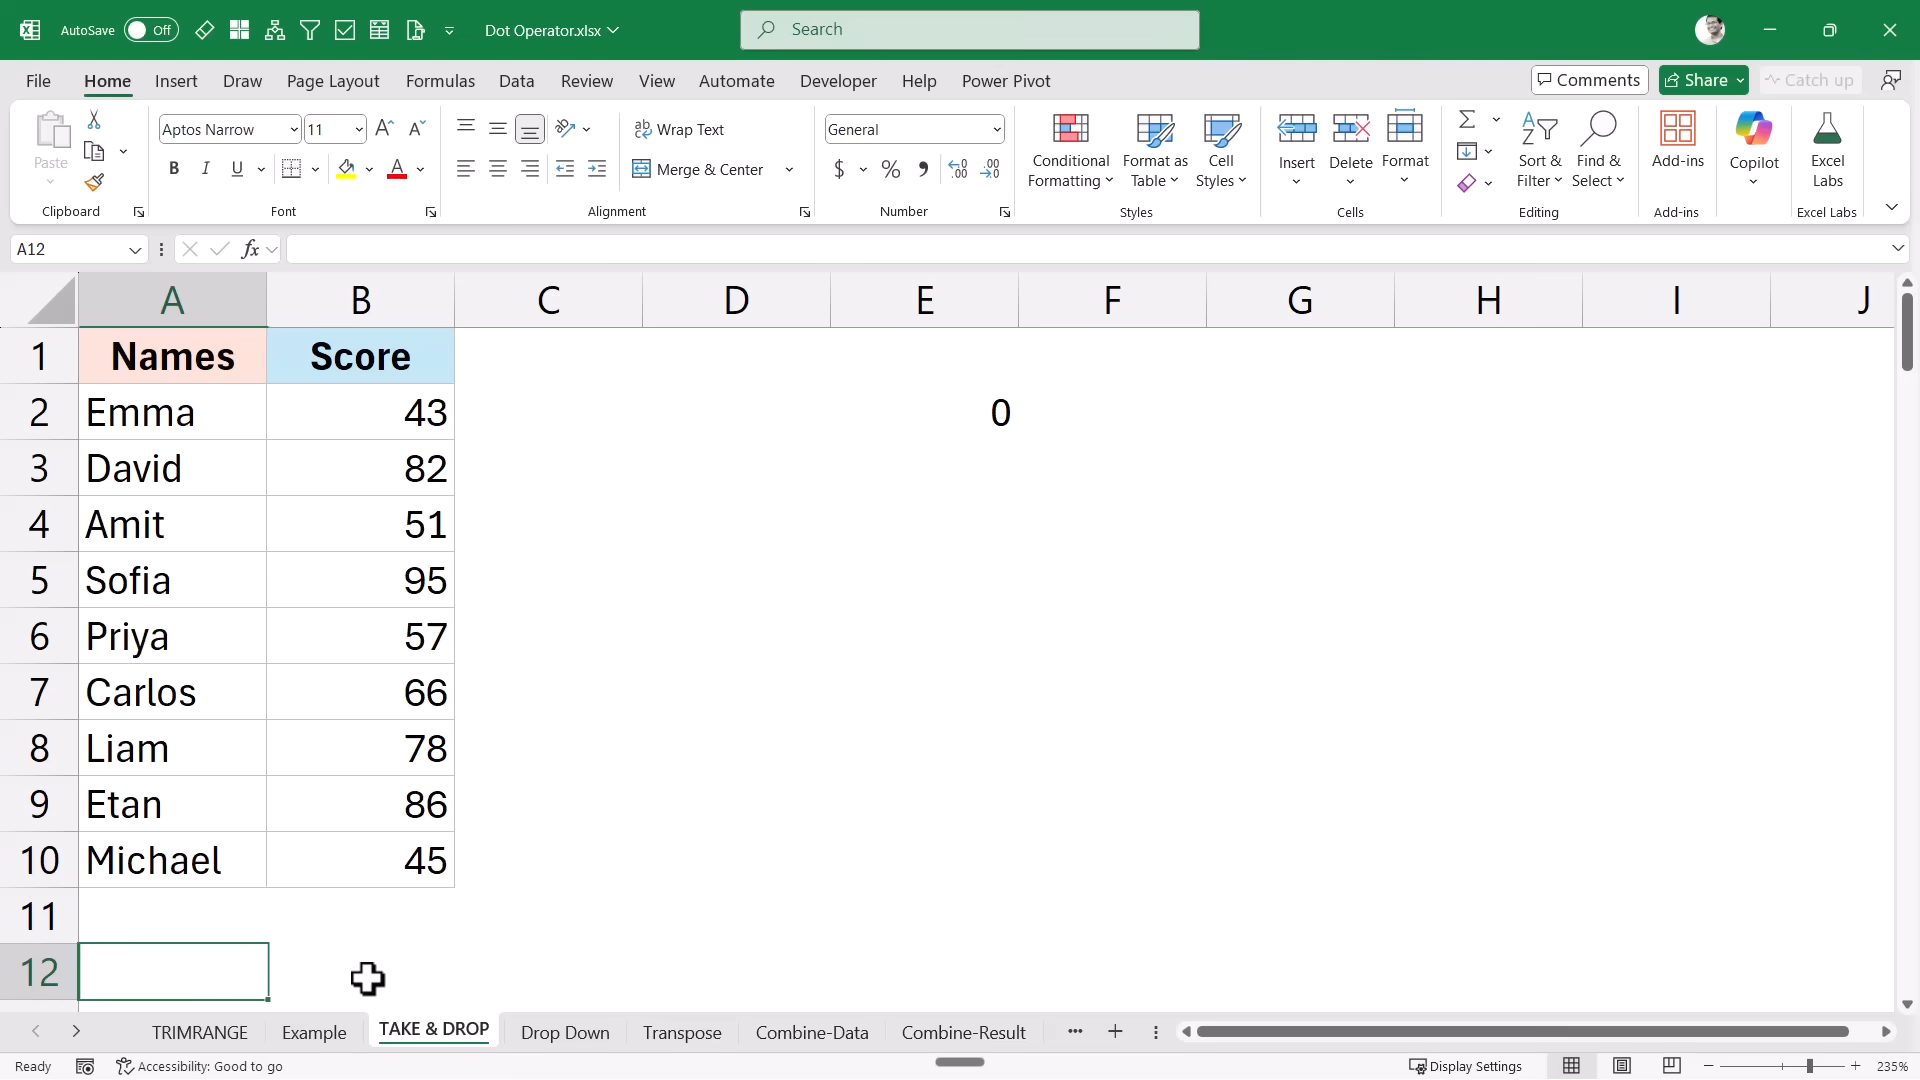 AutoSave Off Dot Operator.xlsx Search
File Home Insert Draw Page Layout Formulas Data Review View Automate Developer Help Power Pivot Comments Share Catch up
Paste
Clipboard
Aptos Narrow 11
B I U A
Font
ab Wrap Text
Merge & Center
Alignment
General
$ % 9 .00
Number
Conditional Formatting
Format as Table
Cell Styles
Styles
Insert Delete Format
Cells
Sort & Filter
Find & Select
Editing
Add-ins
Add-ins
Copilot
Excel Labs
Excel Labs
A12 fx
A B C D E F G H I J
1 Names Score
2 Emma 43 0
3 David 82
4 Amit 51
5 Sofia 95
6 Priya 57
7 Carlos 66
8 Liam 78
9 Etan 86
10 Michael 45
11
12
TRIMRANGE Example TAKE & DROP Drop Down Transpose Combine-Data Combine-Result
Ready Accessibility: Good to go Display Settings 235%